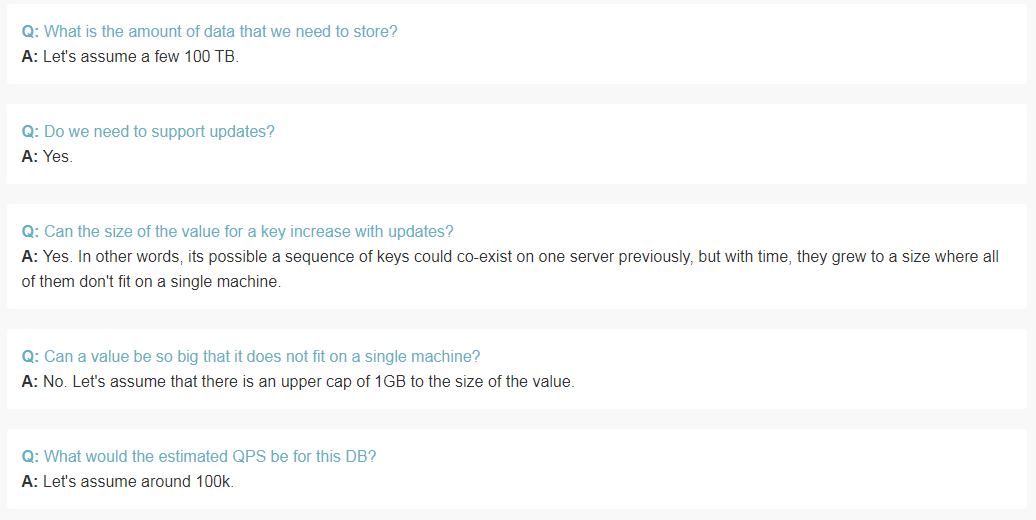 Q: What is the amount of data that we need to store?
A: Let's assume a few 100 TB.
Q: Do we need to support updates?
A: Yes.
Q: Can the size of the value for a key increase with updates?
A: Yes. In other words, its possible a sequence of keys could co-exist on one server previously, but with time, they grew to a size where all
of them don't fit on a single machine.
Q: Can a value be so big that it does not fit on a single machine?
A: No. Let's assume that there is an upper cap of 1GB to the size of the value.
Q: What would the estimated QPS be for this DB?
A: Let's assume around 100k.